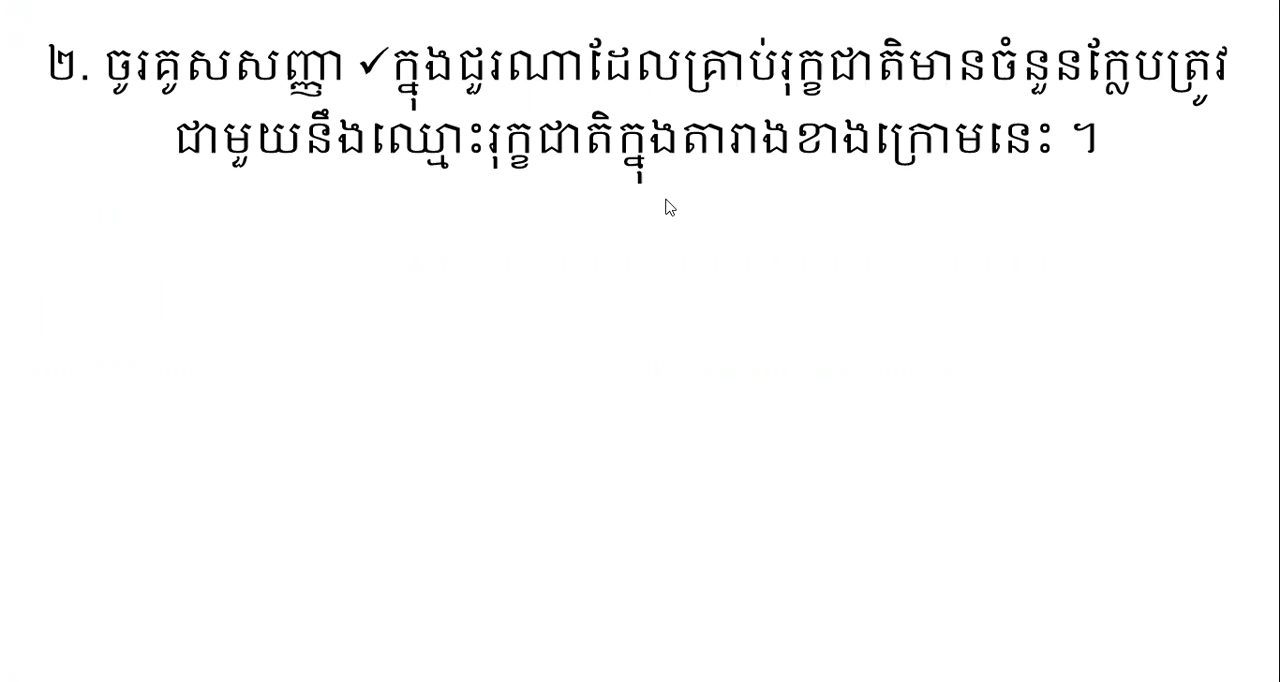 ២. ចូរគូសសញ្ញា ✓ក្នុងជួរណាដែលគ្រាប់រុក្ខជាតិមានចំនួនក្លែបត្រូវ
ជាមួយនឹងឈ្មោះរុក្ខជាតិក្នុងតារាងខាងក្រោមនេះ ។